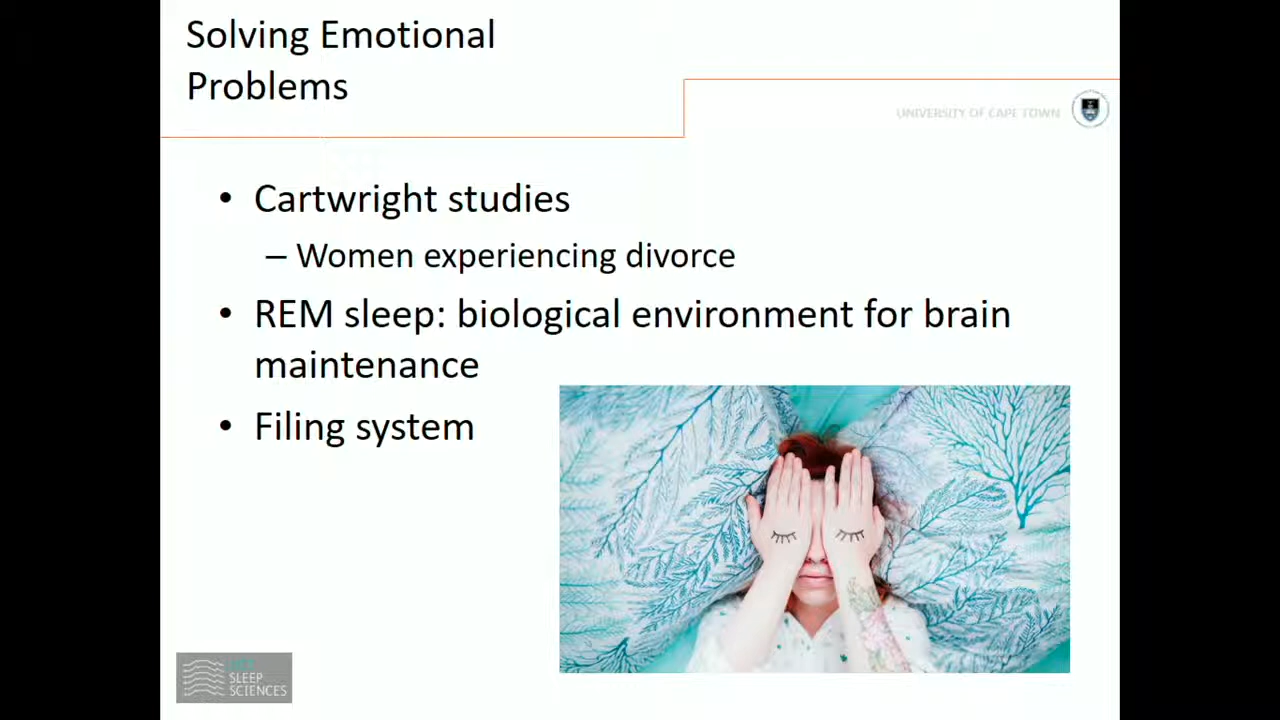 Solving Emotional
Problems
UNIVERSITY OF CAPE TOWN
• Cartwright studies
– Women experiencing divorce
• REM sleep: biological environment for brain
maintenance
• Filing system
SLEEP
SCIENCES